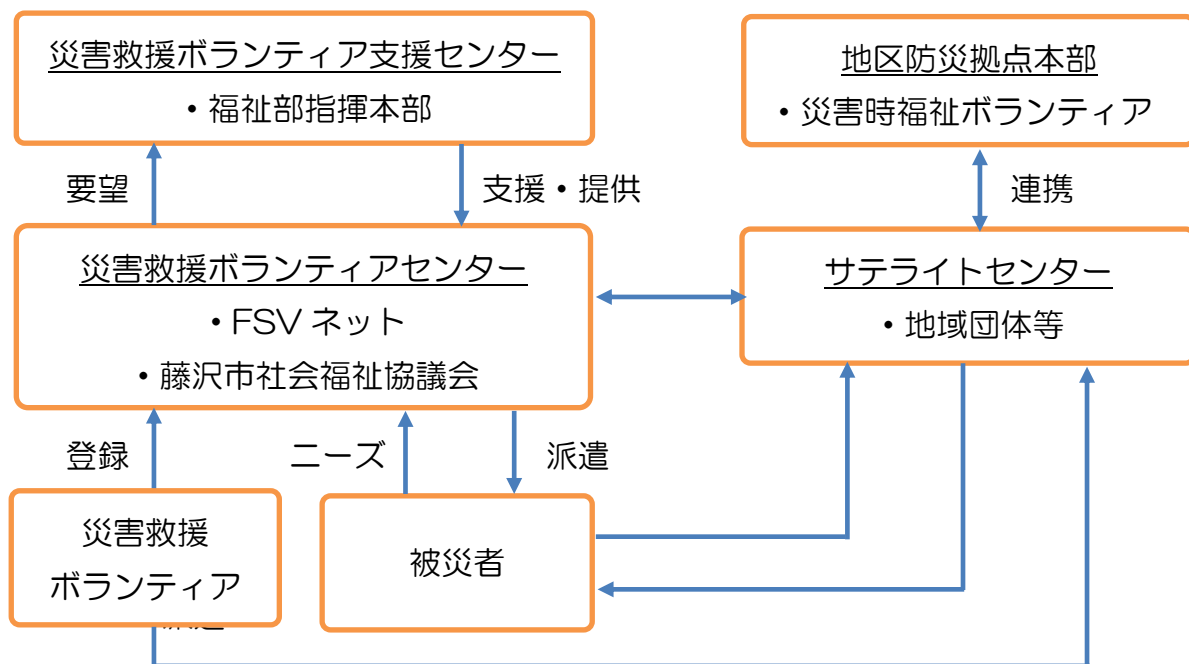 災害救援ボランティア支援センター
・福祉部指揮本部
地区防災拠点本部
・災害時福祉ボランティア
要望
支援・提供
連携
災害救援ボランティアセンター
・FSV ネット
・藤沢市社会福祉協議会
サテライトセンター
・地域団体等
登録
ニーズ
派遣
災害救援
ボランティア
被災者